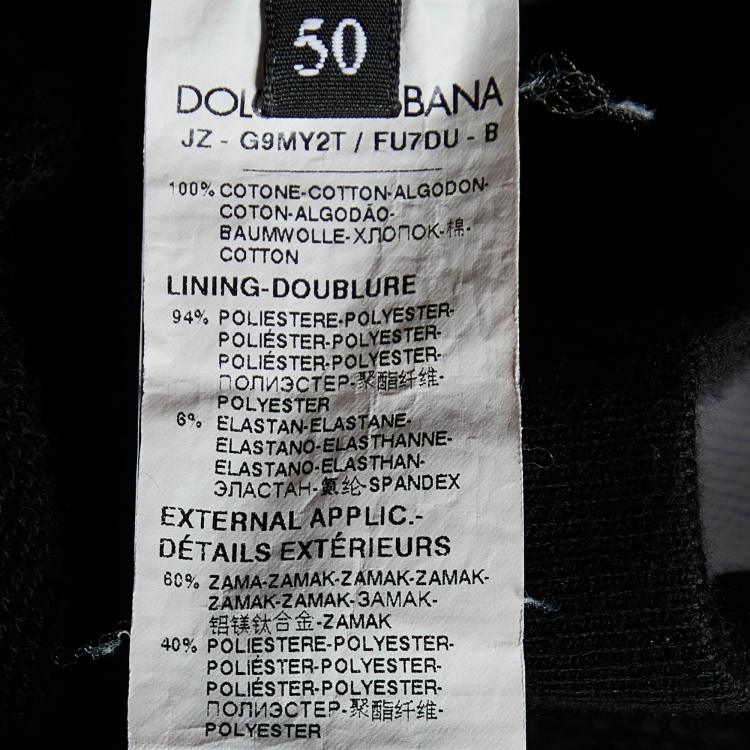 50
DOL BANA
JZ - G9MY2T / FU7DU - B
100% COTONE-COTTON-ALGODON-
COTON-ALGODÃO-
BAUMWOLLE-ХЛОПОК-棉-
COTTON
LINING-DOUBLURE
94% POLIESTERE-POLYESTER-
POLIÉSTER-POLYESTER-
POLIÉSTER-POLYESTER-
ПОЛИЭСТЕР-聚酯纤维-
POLYESTER
6% ELASTAN-ELASTANE-
ELASTANO-ELASTHANNE-
ELASTANO-ELASTHAN-
ЭЛАСТАН-氨纶-SPANDEX
EXTERNAL APPLIC.-
DÉTAILS EXTÉRIEURS
60% ZAMA-ZAMAK-ZAMAK-ZAMAK-
ZAMAK-ZAMAK-ЗАМАК-
铝镁钛合金-ZAMAK
40% POLIESTERE-POLYESTER-
POLIÉSTER-POLYESTER-
POLIÉSTER-POLYESTER-
ПОЛИЭСТЕР-聚酯纤维-
POLYESTER